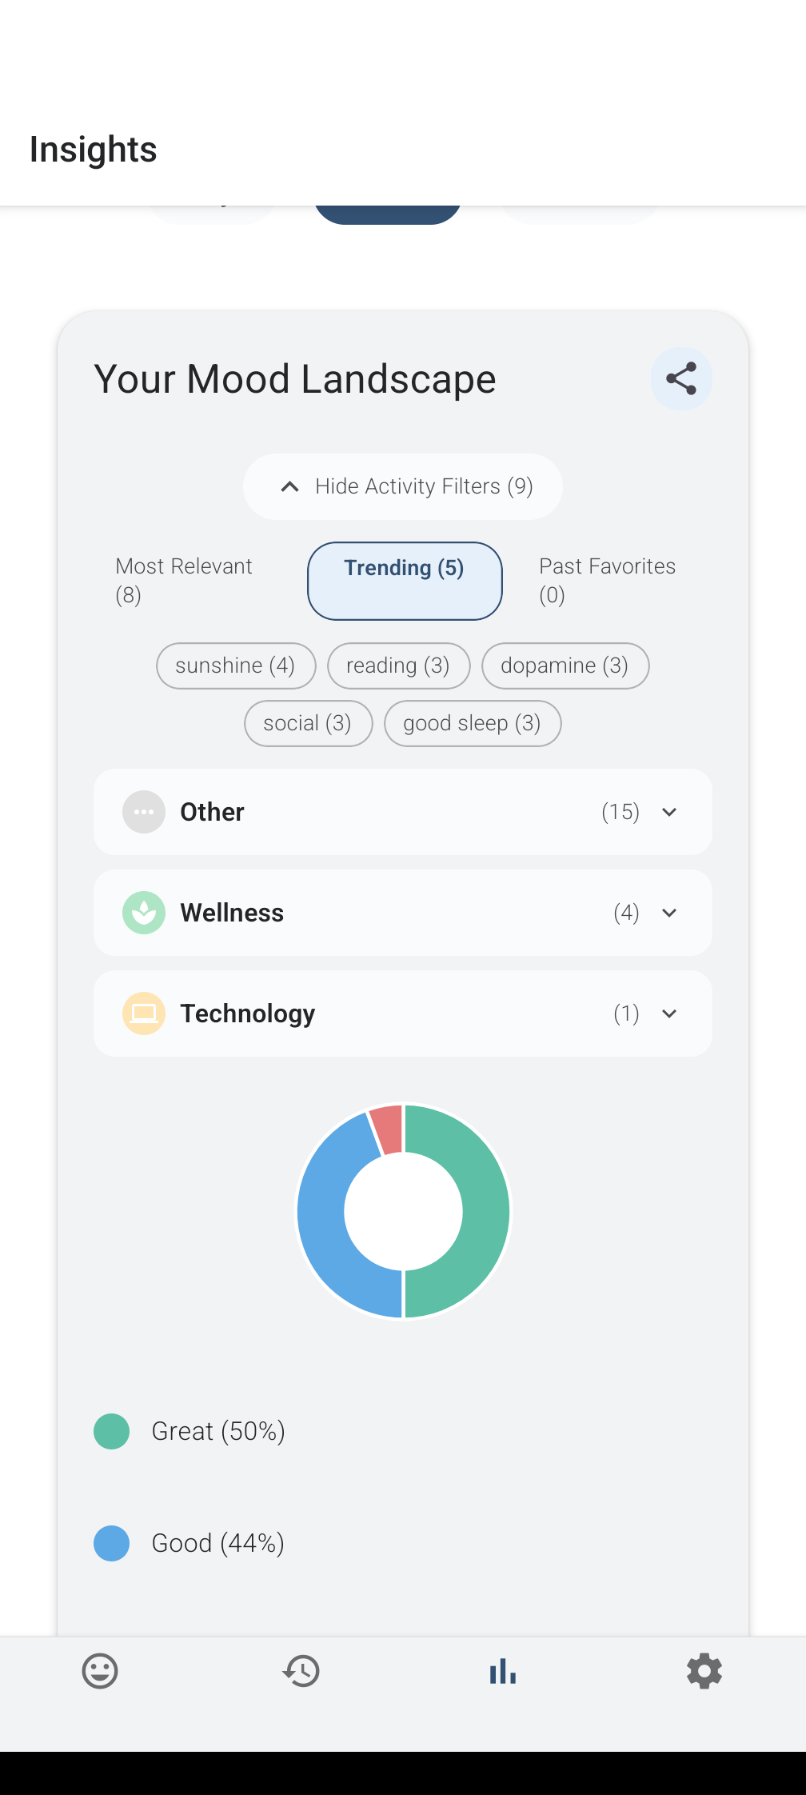 Insights
Your Mood Landscape
Hide Activity Filters (9)
Most Relevant
(8)
Trending (5)
Past Favorites
(0)
sunshine (4)
reading (3)
dopamine (3)
social (3)
good sleep (3)
Other
(15)
Wellness
(4)
Technology
(1)
Great (50%)
Good (44%)